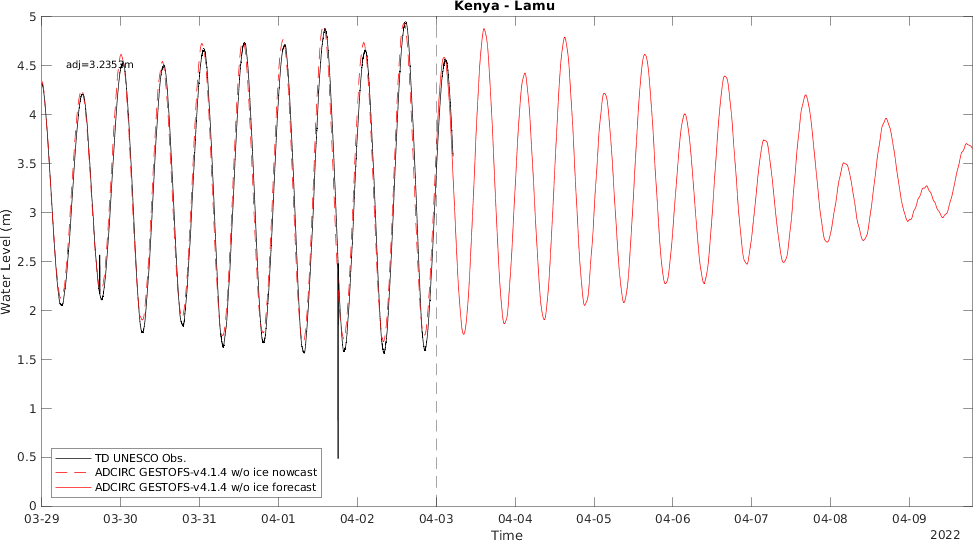 Kenya - Lamu
5
4.5
4
3.5
3
2.5
2
1.5
1
0.5
0
Water Level (m)
adj=3.2353m
TD UNESCO Obs.
ADCIRC GESTOFS-v4.1.4 w/o ice nowcast
ADCIRC GESTOFS-v4.1.4 w/o ice forecast
03-29 03-30 03-31 04-01 04-02 04-03 04-04 04-05 04-06 04-07 04-08 04-09
Time
2022